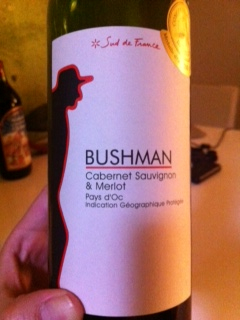 Sud de France
BUSHMAN
Cabernet Sauvignon
& Merlot
Pays d'Oc
Indication Géographique Protégée